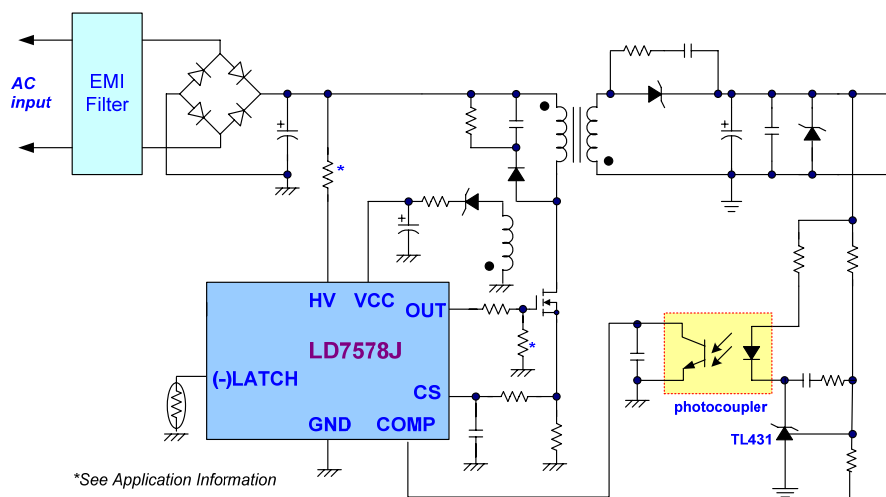 AC
input
EMI
Filter
+
+
*
+
HV
VCC
OUT
LD7578J
*
(-)LATCH
CS
GND
COMP
photocoupler
TL431
*See Application Information